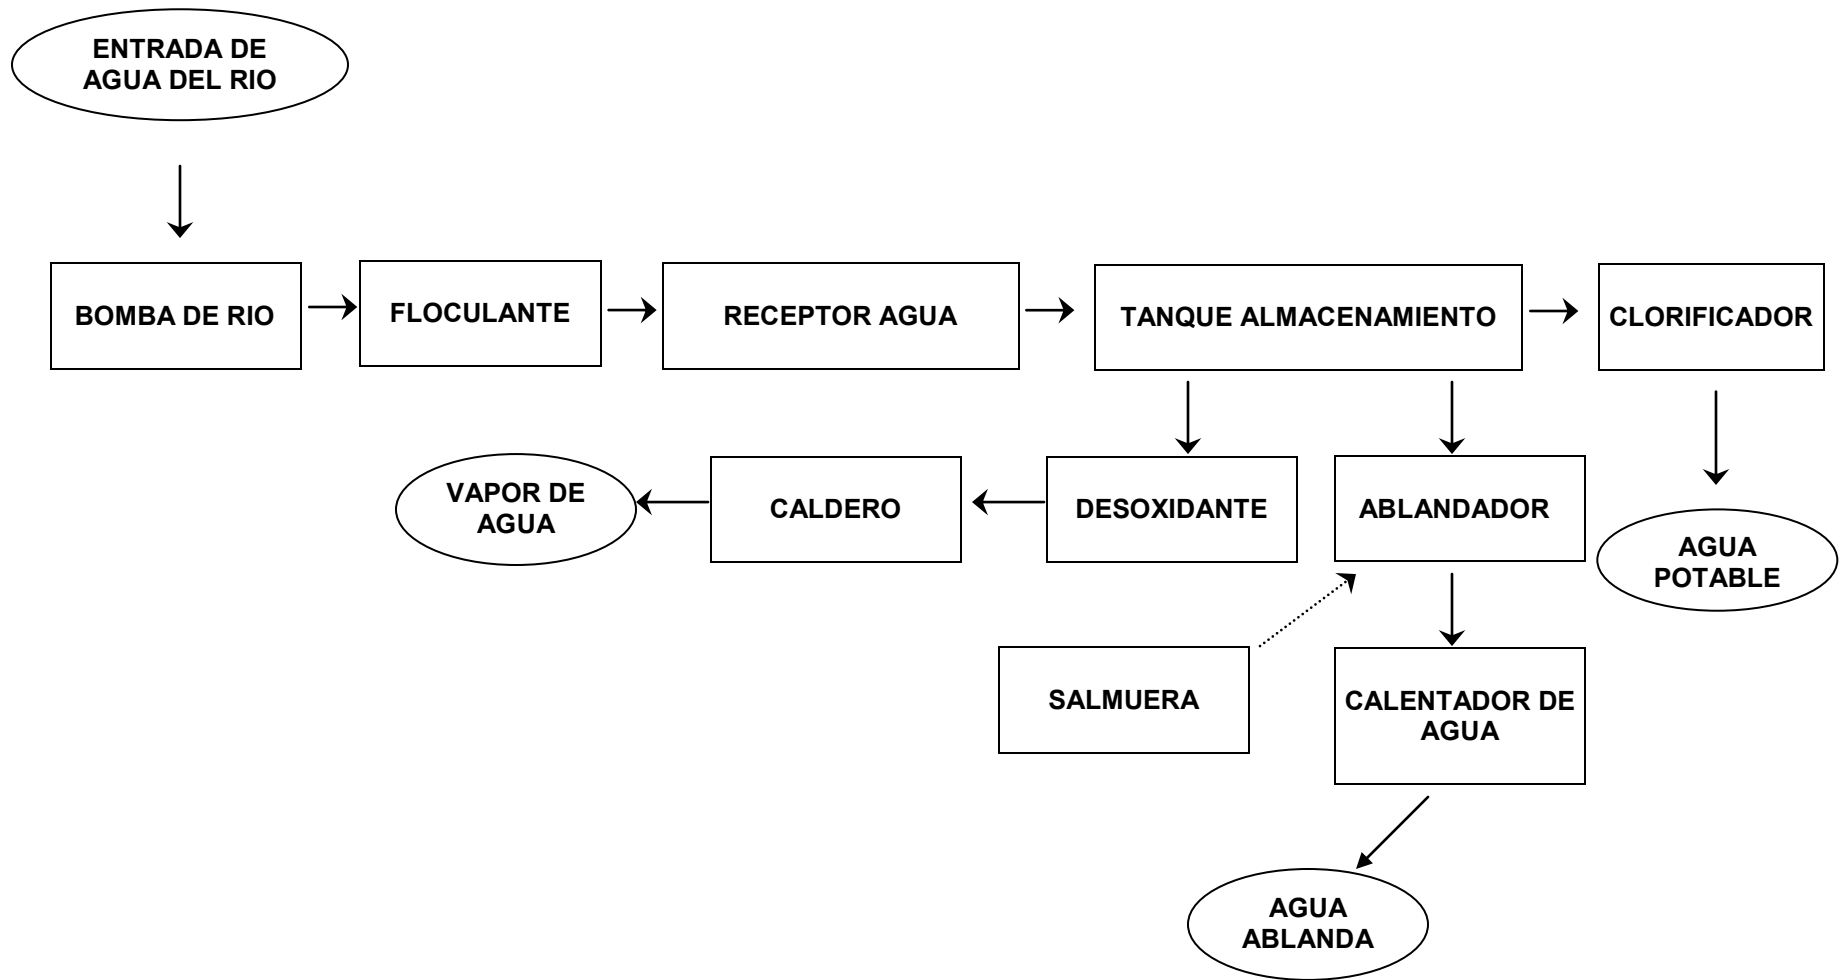 ENTRADA DE
AGUA DEL RIO
BOMBA DE RIO
FLOCULANTE
RECEPTOR AGUA
TANQUE ALMACENAMIENTO
CLORIFICADOR
VAPOR DE
AGUA
CALDERO
DESOXIDANTE
ABLANDADOR
AGUA
POTABLE
SALMUERA
CALENTADOR DE
AGUA
AGUA
ABLANDA